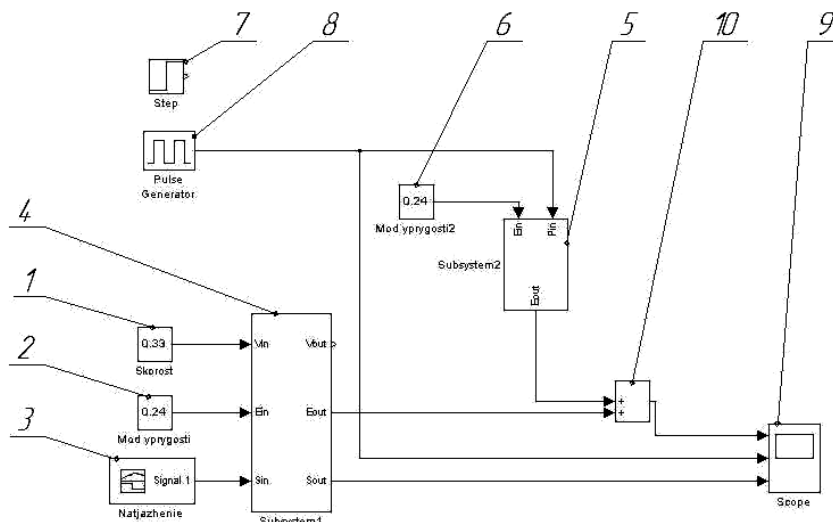 7
8
6
5
10
9
Step
Pulse
Generator
4
0.24
Mod yprygosti2
Ein
Pin
Subsystem2
Eout
1
0.33
Skorost
Vin
Vout
2
0.24
Mod yprygosti
Ein
Eout
+
+
3
Signal 1
Natjazhenie
Sin
Sout
Subsystem1
Scope